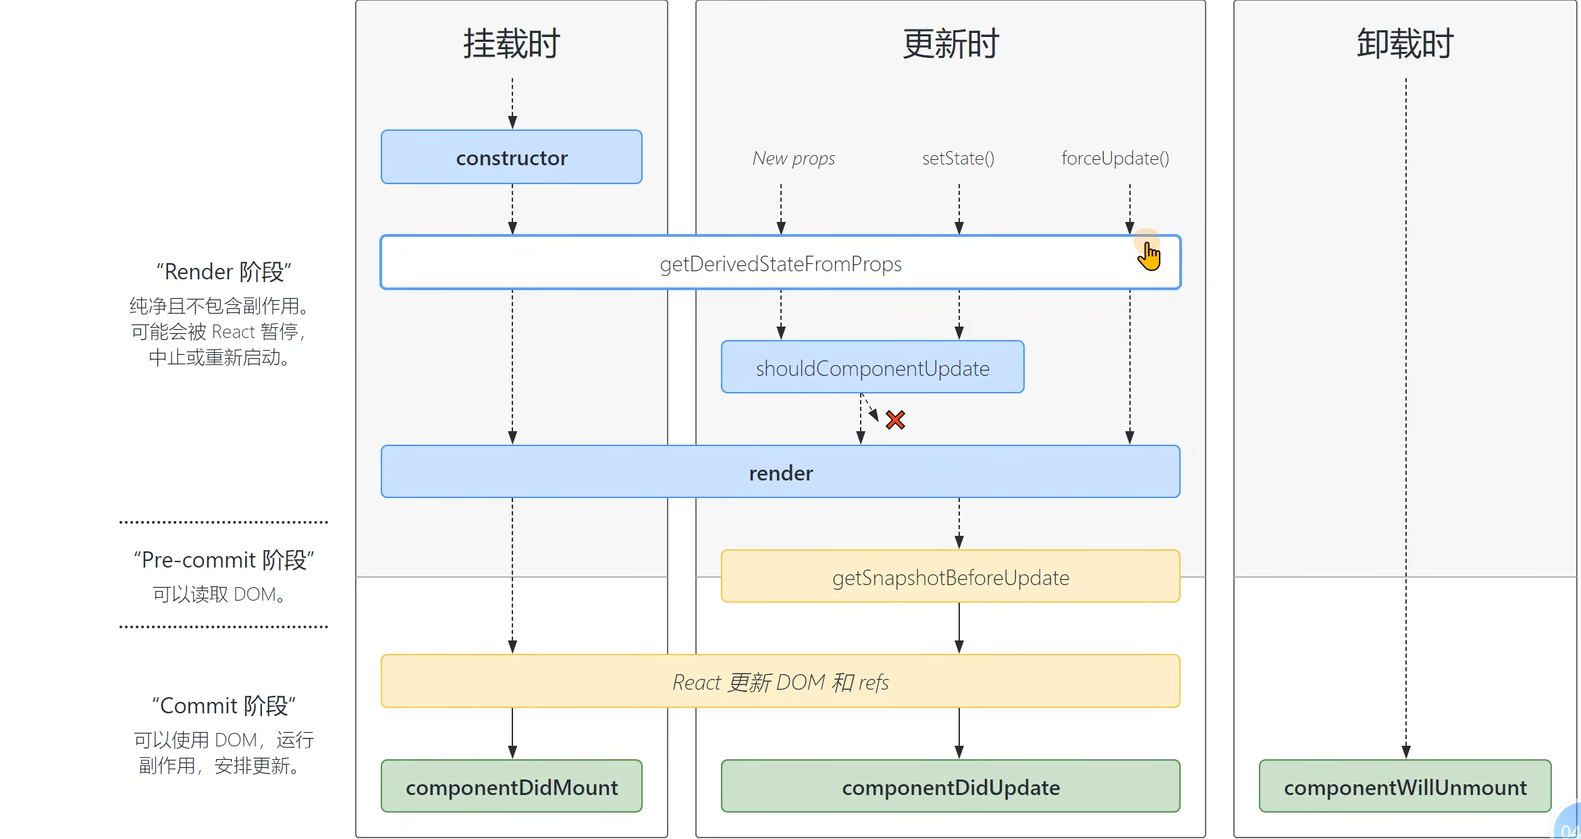 挂载时
更新时
卸载时
constructor
New props
setState()
forceUpdate()
getDerivedStateFromProps
“Render 阶段”
纯净且不包含副作用。
可能会被 React 暂停，
中止或重新启动。
shouldComponentUpdate
render
“Pre-commit 阶段”
可以读取 DOM。
getSnapshotBeforeUpdate
React 更新 DOM 和 refs
“Commit 阶段”
可以使用 DOM，运行
副作用，安排更新。
componentDidMount
componentDidUpdate
componentWillUnmount